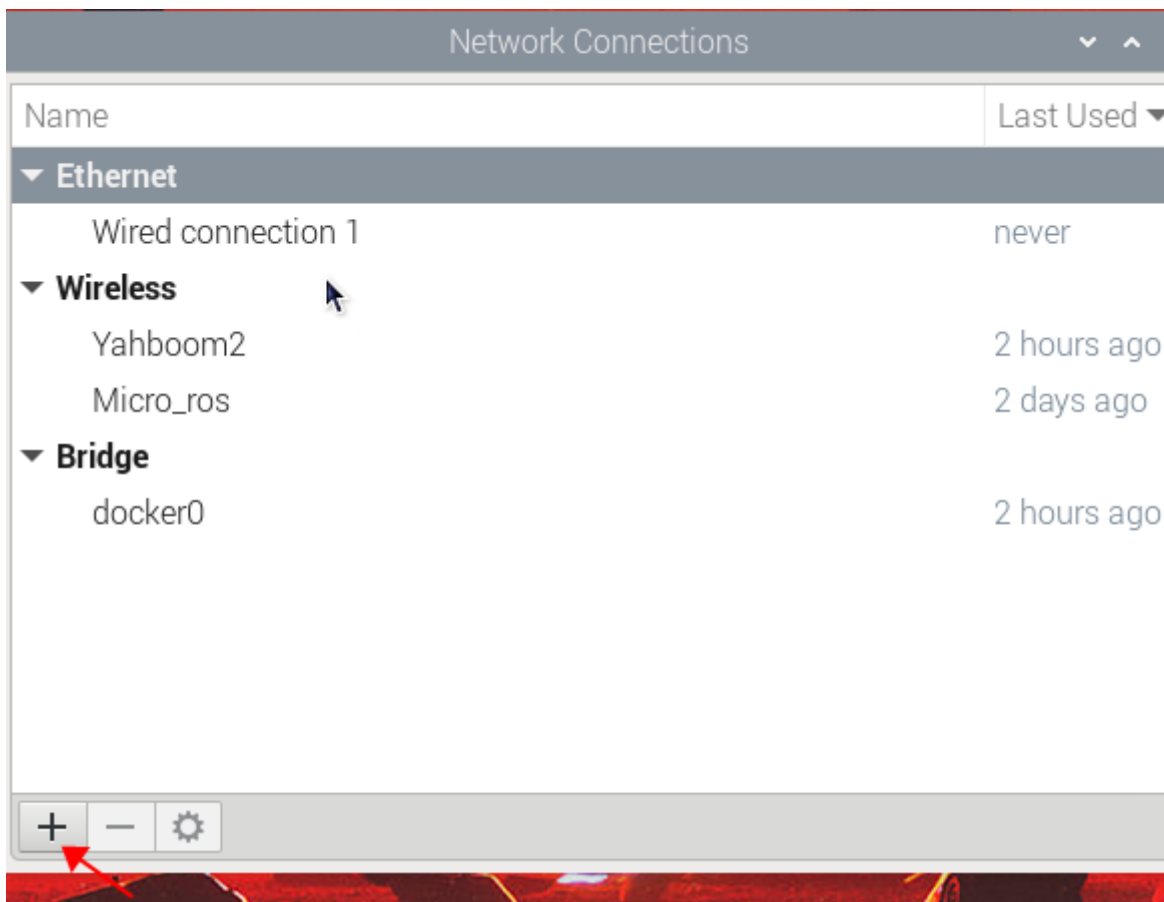 Network Connections
Name Last Used
Ethernet
Wired connection 1 never
Wireless
Yahboom2 2 hours ago
Micro_ros 2 days ago
Bridge
docker0 2 hours ago